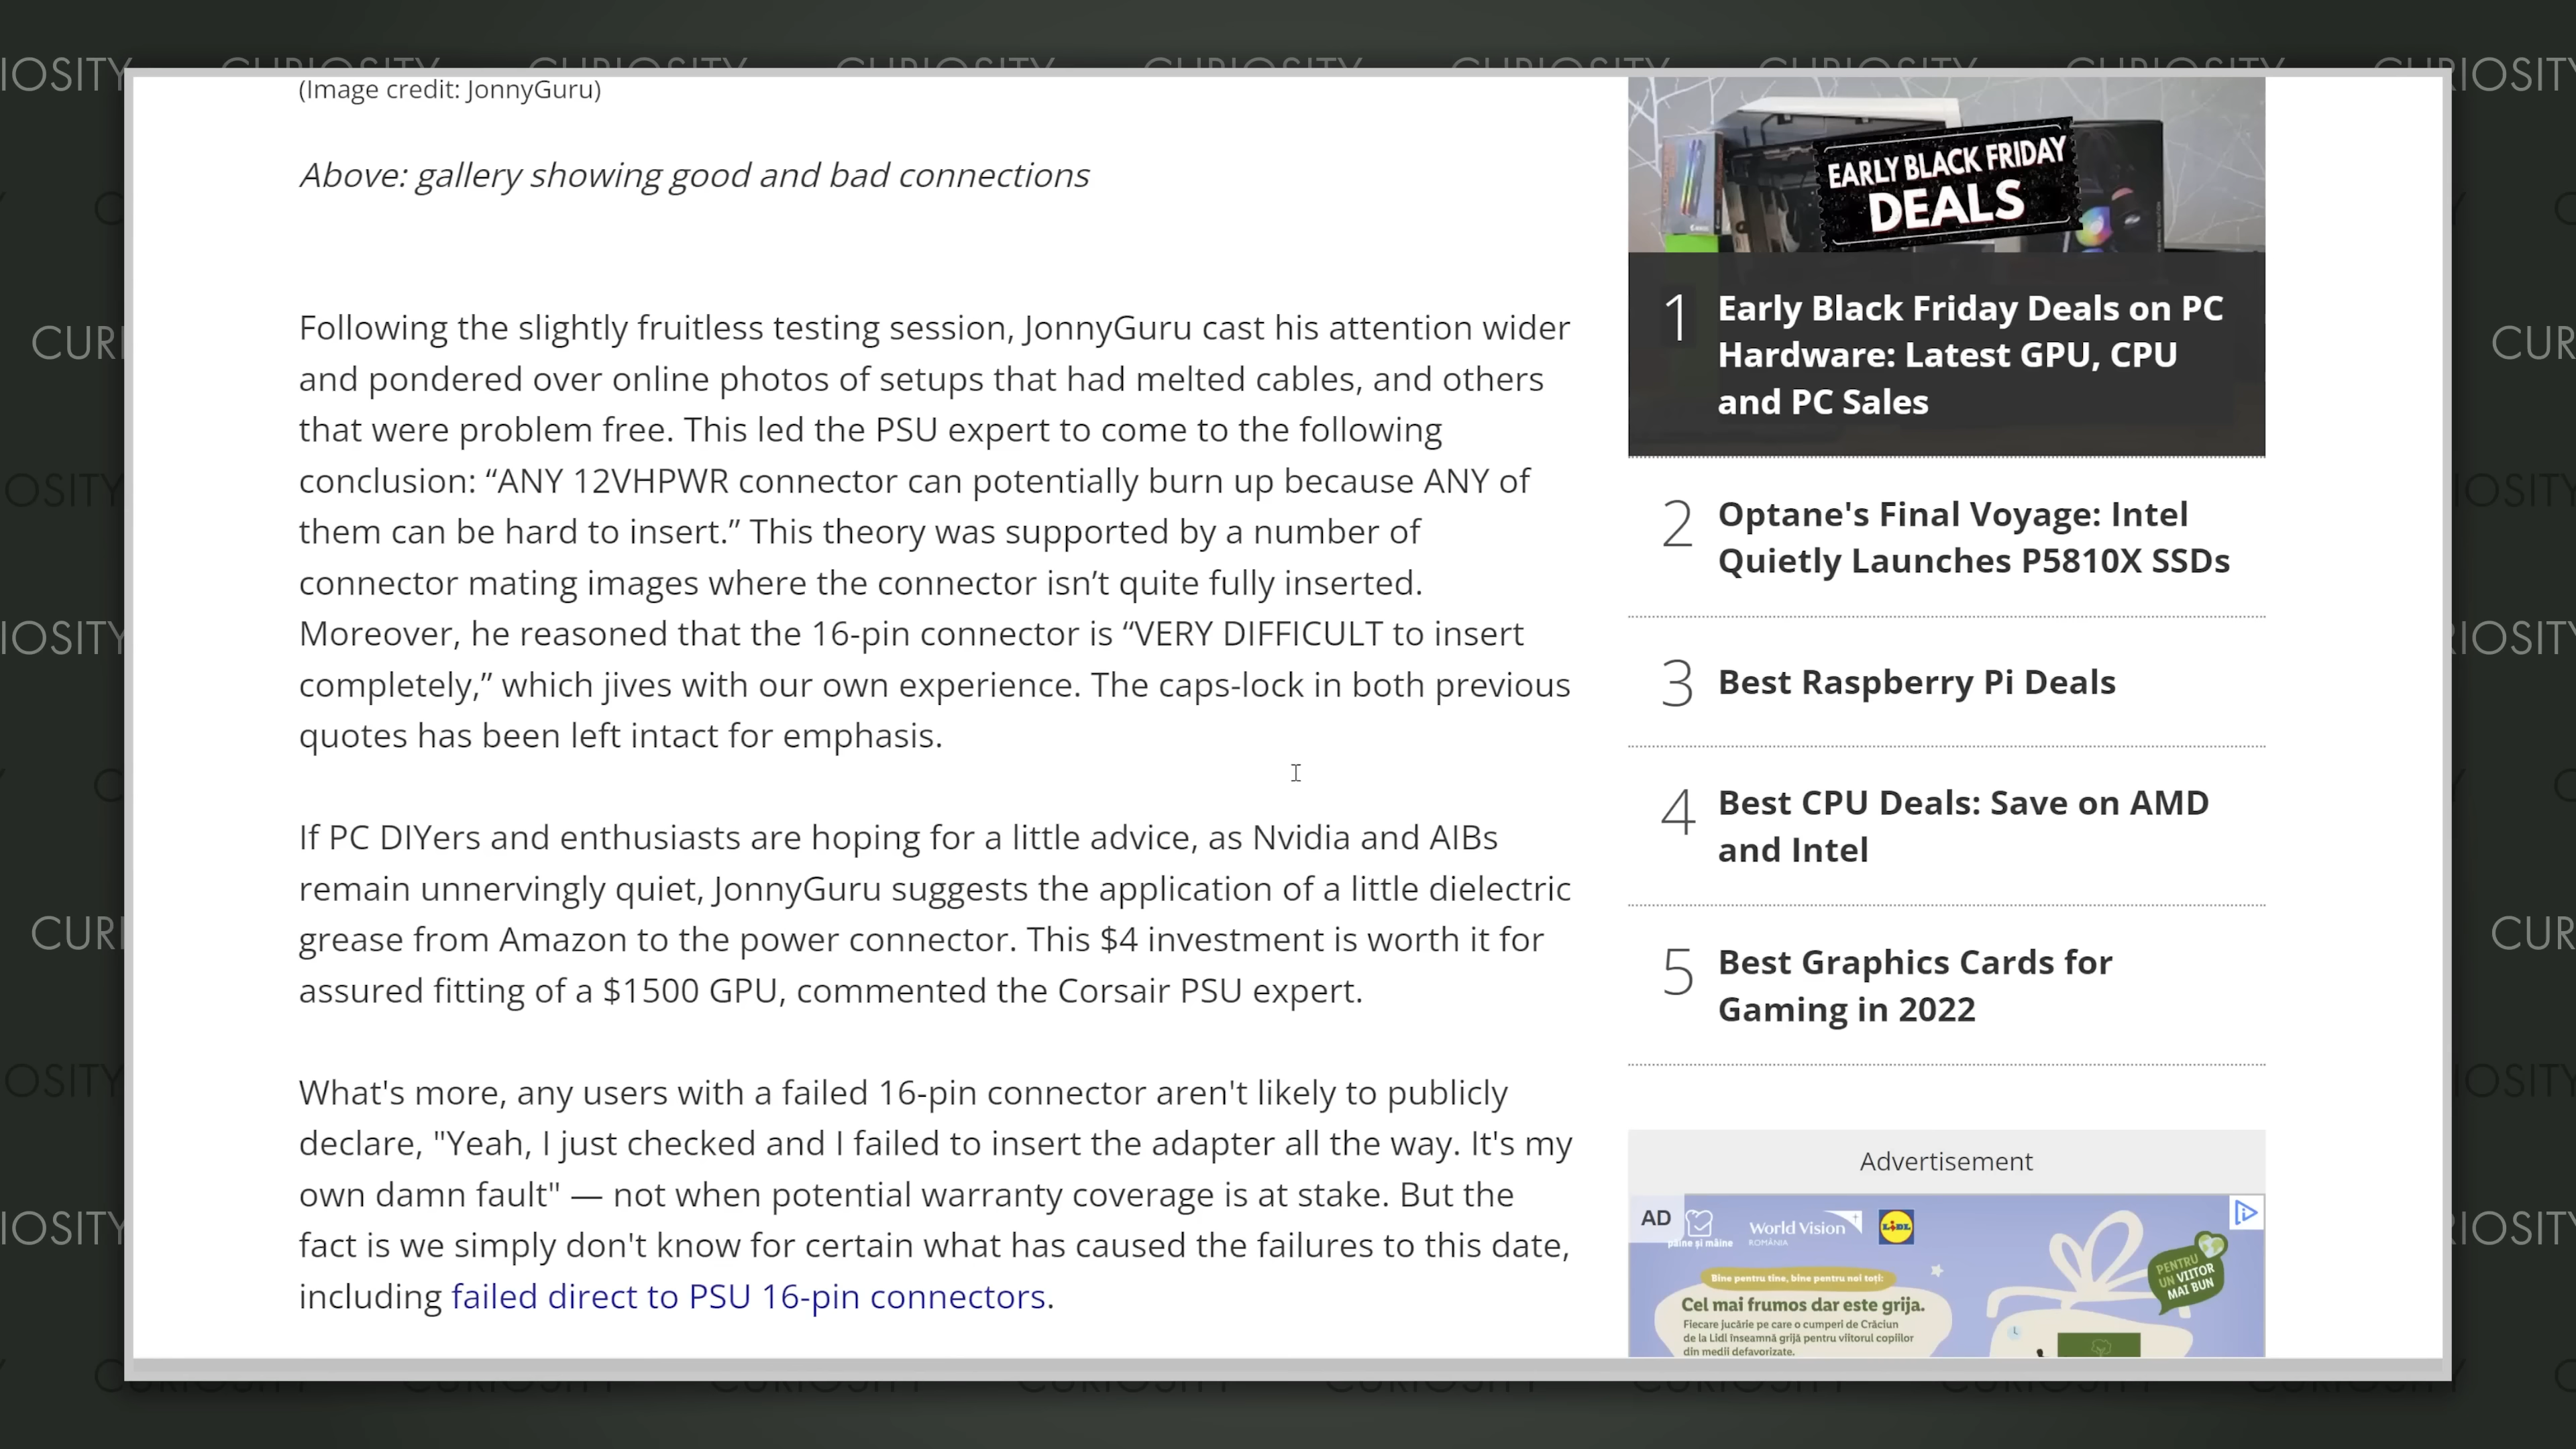 CURIOSITY CURIOSITY CURIOSITY CURIOSITY CURIOSITY CURIOSITY CURIOSITY
(Image credit: JonnyGuru)
Above: gallery showing good and bad connections
Following the slightly fruitless testing session, JonnyGuru cast his attention wider
and pondered over online photos of setups that had melted cables, and others
that were problem free. This led the PSU expert to come to the following
conclusion: “ANY 12VHPWR connector can potentially burn up because ANY of
them can be hard to insert.” This theory was supported by a number of
connector mating images where the connector isn’t quite fully inserted.
Moreover, he reasoned that the 16-pin connector is “VERY DIFFICULT to insert
completely,” which jives with our own experience. The caps-lock in both previous
quotes has been left intact for emphasis.
If PC DIYers and enthusiasts are hoping for a little advice, as Nvidia and AIBs
remain unnervingly quiet, JonnyGuru suggests the application of a little dielectric
grease from Amazon to the power connector. This $4 investment is worth it for
assured fitting of a $1500 GPU, commented the Corsair PSU expert.
What's more, any users with a failed 16-pin connector aren't likely to publicly
declare, "Yeah, I just checked and I failed to insert the adapter all the way. It's my
own damn fault" — not when potential warranty coverage is at stake. But the
fact is we simply don't know for certain what has caused the failures to this date,
including failed direct to PSU 16-pin connectors.
EARLY BLACK FRIDAY
DEALS
1 Early Black Friday Deals on PC
Hardware: Latest GPU, CPU
and PC Sales
2 Optane's Final Voyage: Intel
Quietly Launches P5810X SSDs
3 Best Raspberry Pi Deals
4 Best CPU Deals: Save on AMD
and Intel
5 Best Graphics Cards for
Gaming in 2022
Advertisement
AD
pâine și mâine
World Vision
ROMÂNIA
LIDL
Bine pentru tine, bine pentru noi toți:
Cel mai frumos dar este grija.
Fiecare jucărie pe care o cumperi de Crăciun
de la Lidl înseamnă grijă pentru viitorul copiilor
din medii defavorizate.
PENTRU
UN VIITOR
MAI BUN